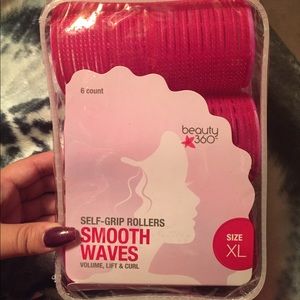 6 count
beauty
360°
SELF-GRIP ROLLERS
SMOOTH
WAVES
VOLUME, LIFT & CURL
SIZE
XL